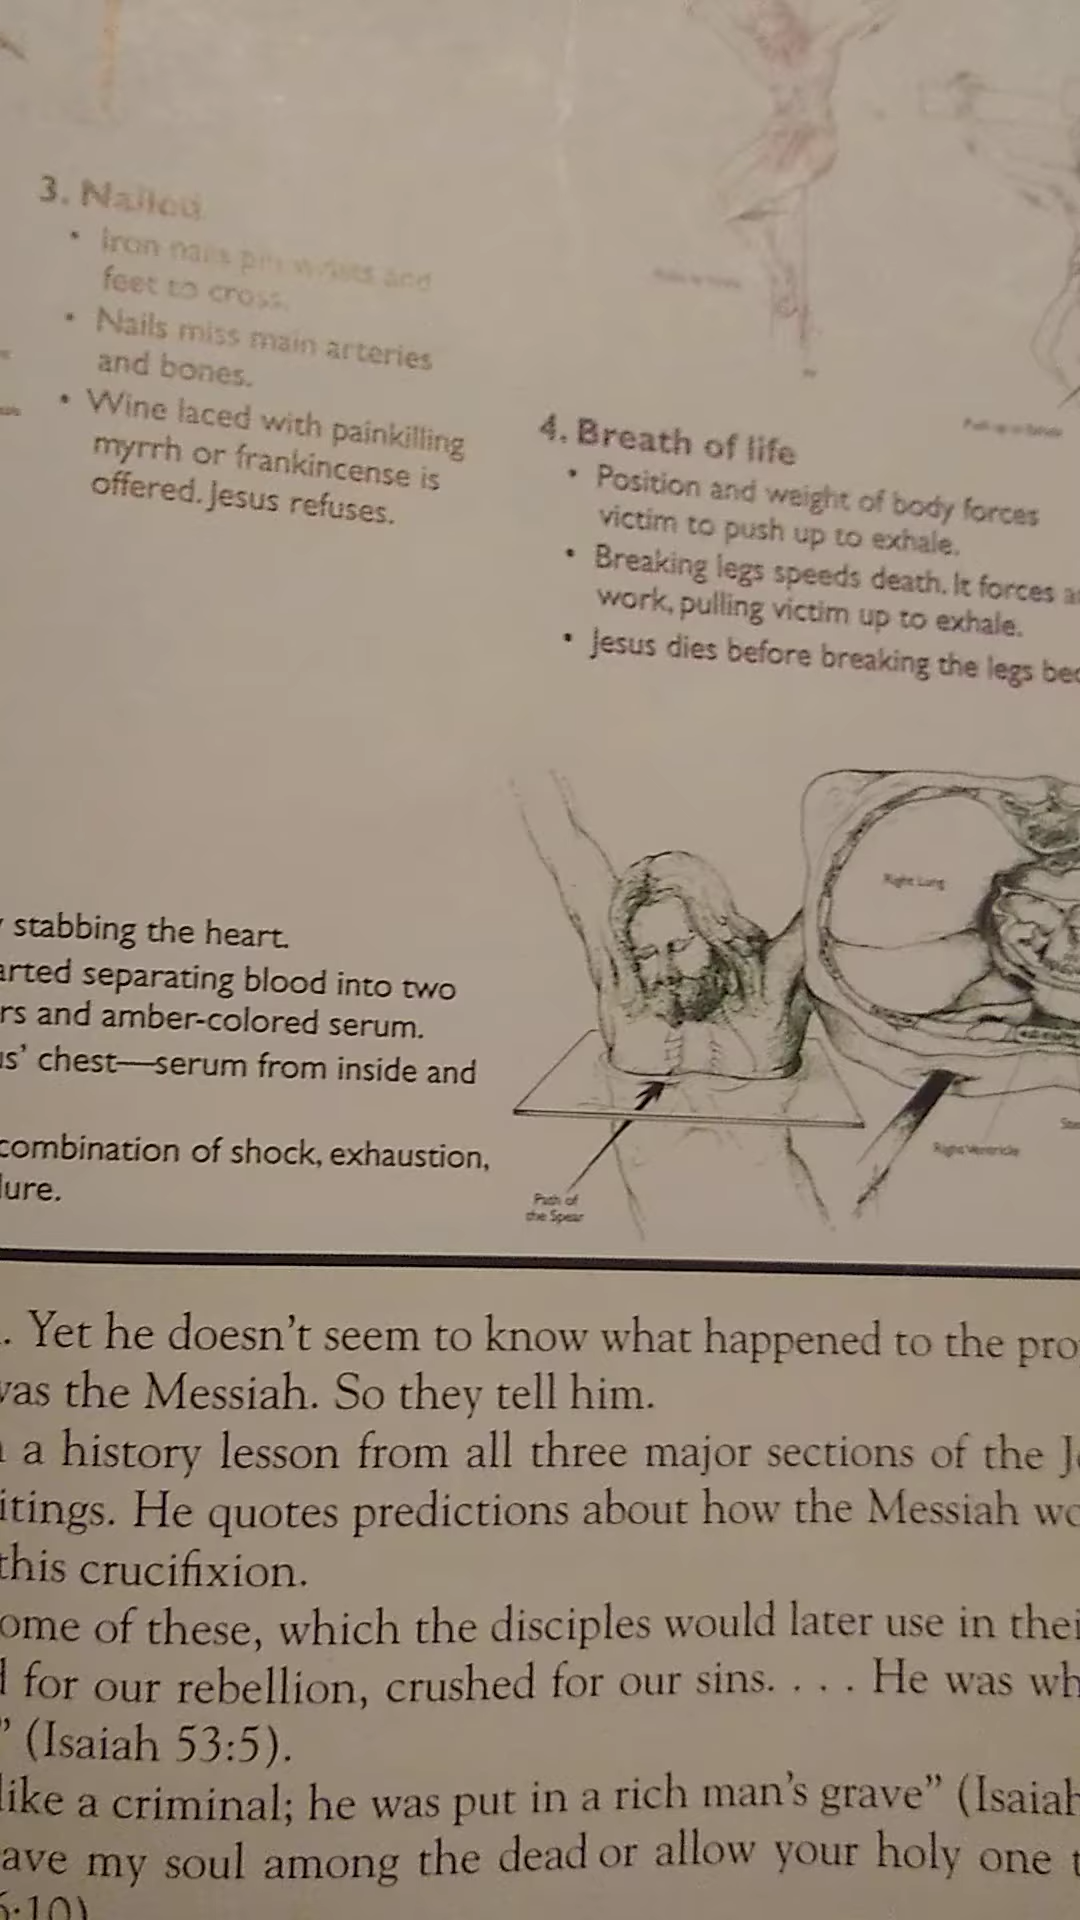 3. Nailed
• Iron nails pin wrists and
feet to cross.
• Nails miss main arteries
and bones.
• Wine laced with painkilling
myrrh or frankincense is
offered. Jesus refuses.
4. Breath of life
• Position and weight of body forces
victim to push up to exhale.
• Breaking legs speeds death. It forces a
work, pulling victim up to exhale.
• Jesus dies before breaking the legs bec
Right Lung
stabbing the heart.
arted separating blood into two
rs and amber-colored serum.
us’ chest—serum from inside and
combination of shock, exhaustion,
lure.
Path of
the Spear
Right Ventricle
. Yet he doesn’t seem to know what happened to the pro
was the Messiah. So they tell him.
a history lesson from all three major sections of the J
itings. He quotes predictions about how the Messiah wo
this crucifixion.
ome of these, which the disciples would later use in thei
for our rebellion, crushed for our sins. . . . He was wh
” (Isaiah 53:5).
like a criminal; he was put in a rich man’s grave” (Isaiah
ave my soul among the dead or allow your holy one t
6:10)